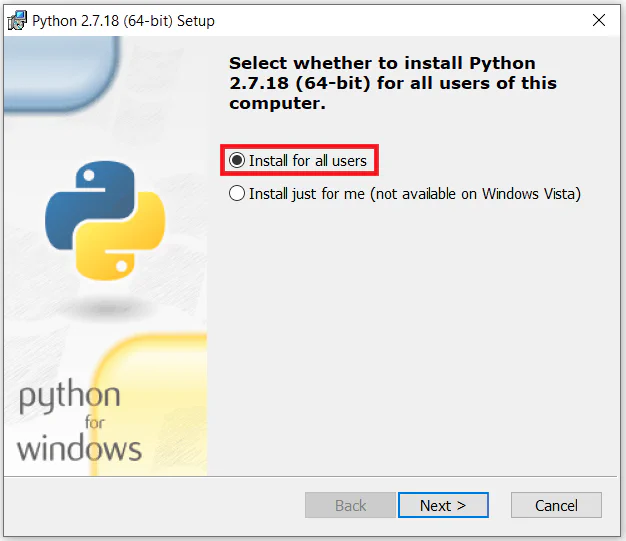 Python 2.7.18 (64-bit) Setup
Select whether to install Python
2.7.18 (64-bit) for all users of this
computer.
Install for all users
Install just for me (not available on Windows Vista)
python
for
windows
Back
Next >
Cancel